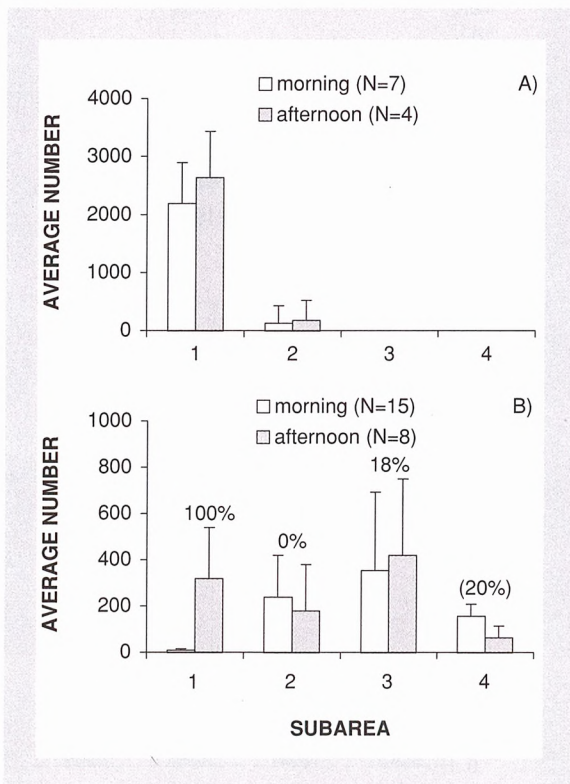 morning (N=7)
A)
afternoon (N=4)
AVERAGE NUMBER
4000
3000
2000
1000
0
1 2 3 4
morning (N=15)
B)
afternoon (N=8)
AVERAGE NUMBER
1000
800
600
400
200
0
100%
0%
18%
(20%)
1 2 3 4
SUBAREA